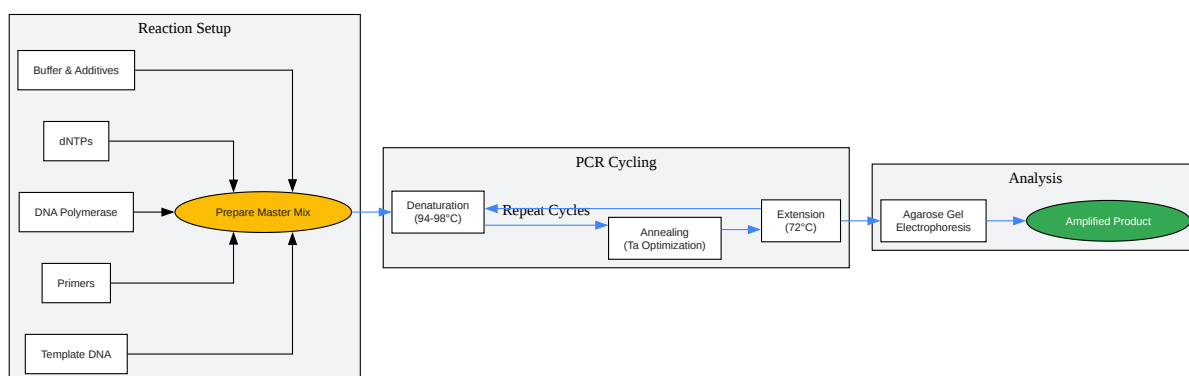 Reaction Setup
Buffer & Additives
dNTPs
DNA Polymerase
Prepare Master Mix
Primers
Template DNA
PCR Cycling
Denaturation
(94-98°C)
Repeat Cycles
Annealing
(Ta Optimization)
Extension
(72°C)
Analysis
Agarose Gel
Electrophoresis
Amplified Product